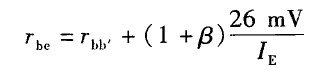 r_be = r_bb′ + (1 + β) 26 mV / I_E